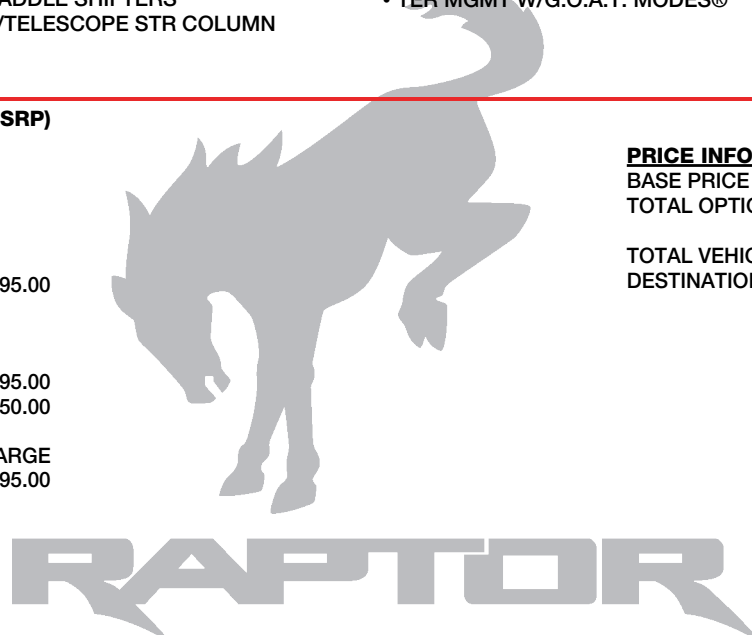 ADDLE SHIFTERS
/TELESCOPE STR COLUMN
• TER MGMT W/G.O.A.T. MODES®
SRP)
95.00
95.00
50.00
ARGE
95.00
PRICE INFO
BASE PRICE
TOTAL OPTIO
TOTAL VEHIC
DESTINATION
RAPTOR